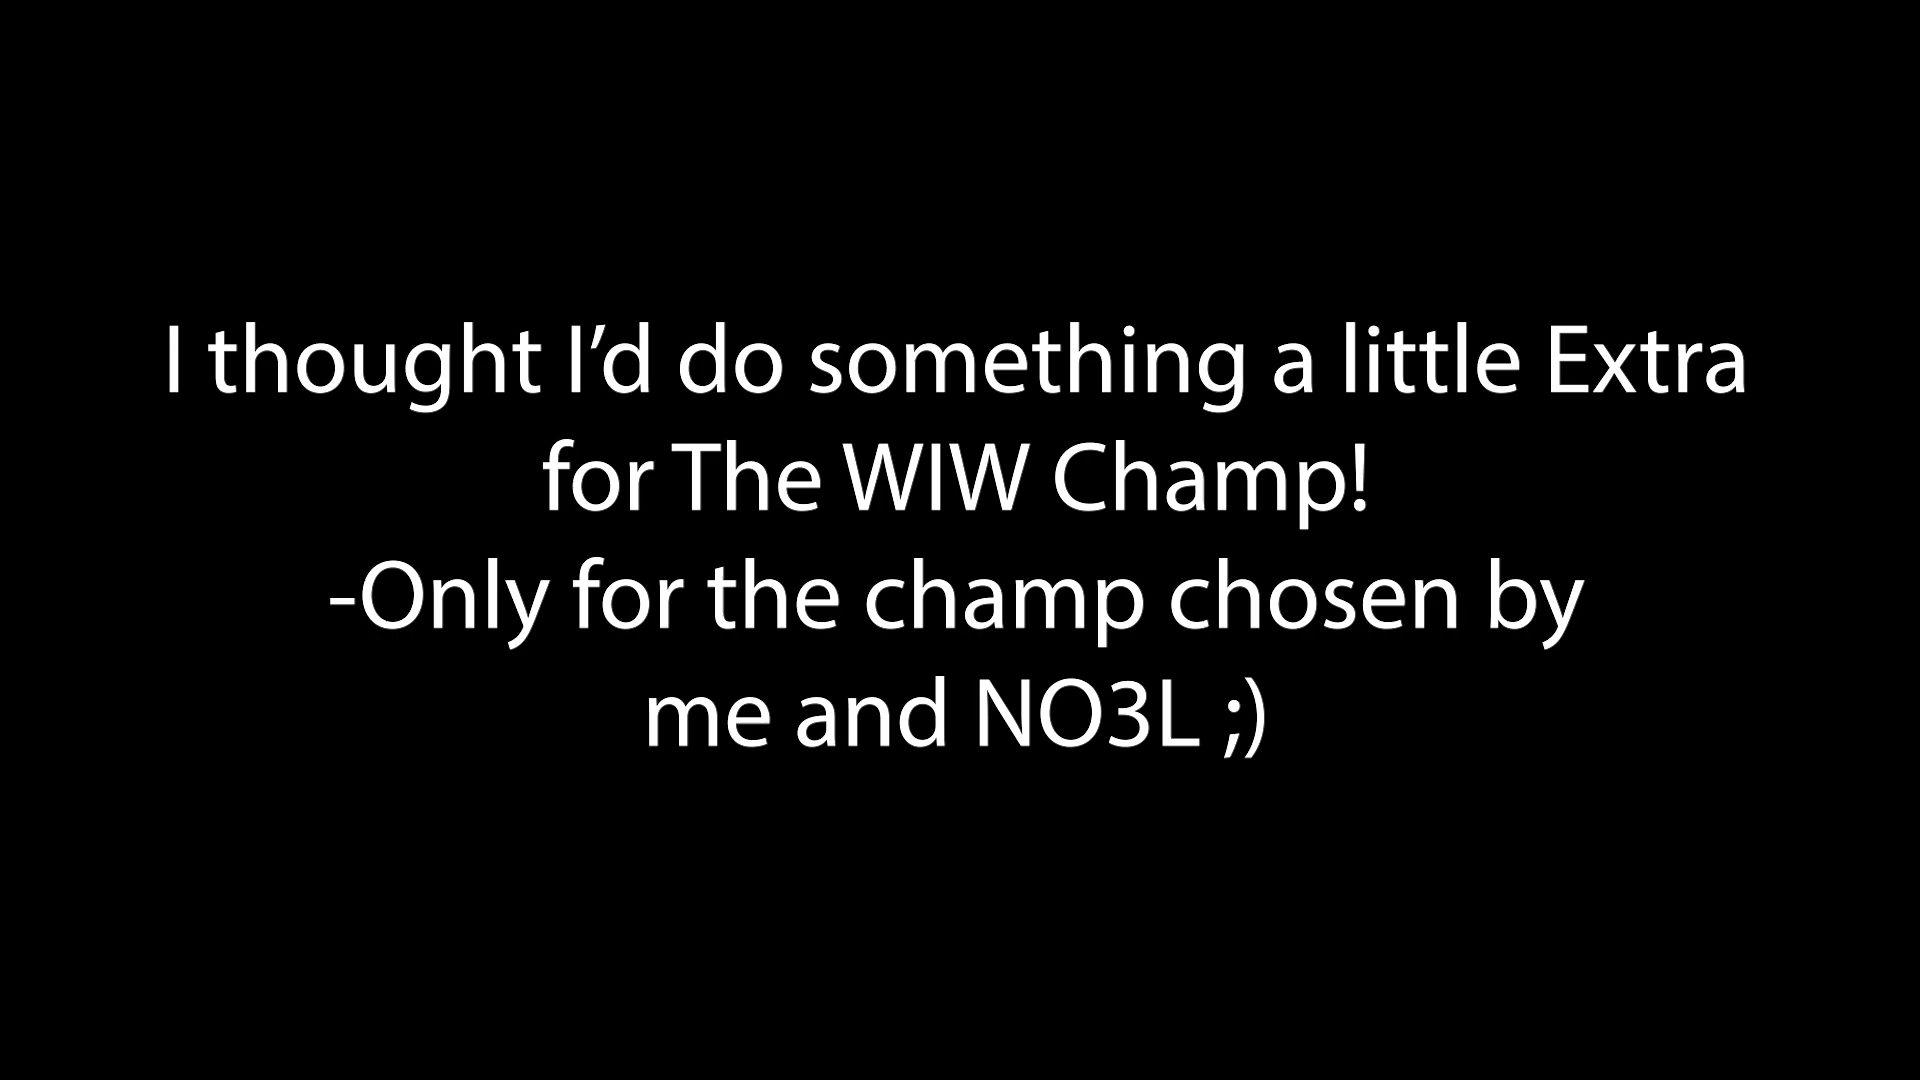 I thought I’d do something a little Extra
for The WIW Champ!
-Only for the champ chosen by
me and NO3L ;)